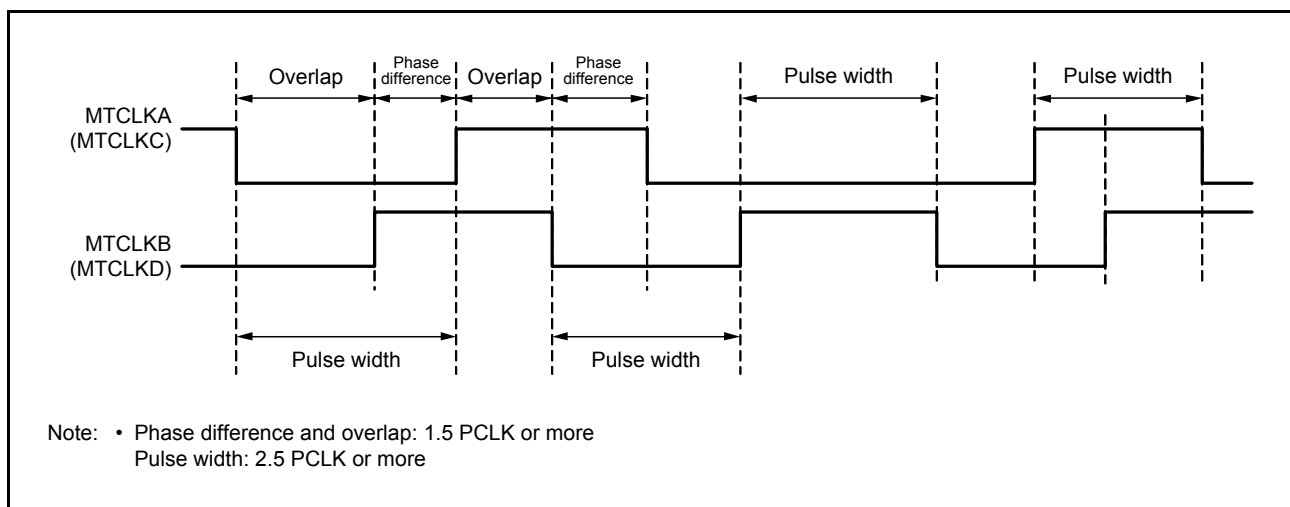 Overlap
Phase
difference
Overlap
Phase
difference
Pulse width
Pulse width
MTCLKA
(MTCLKC)
MTCLKB
(MTCLKD)
Pulse width
Pulse width
Note: • Phase difference and overlap: 1.5 PCLK or more
Pulse width: 2.5 PCLK or more